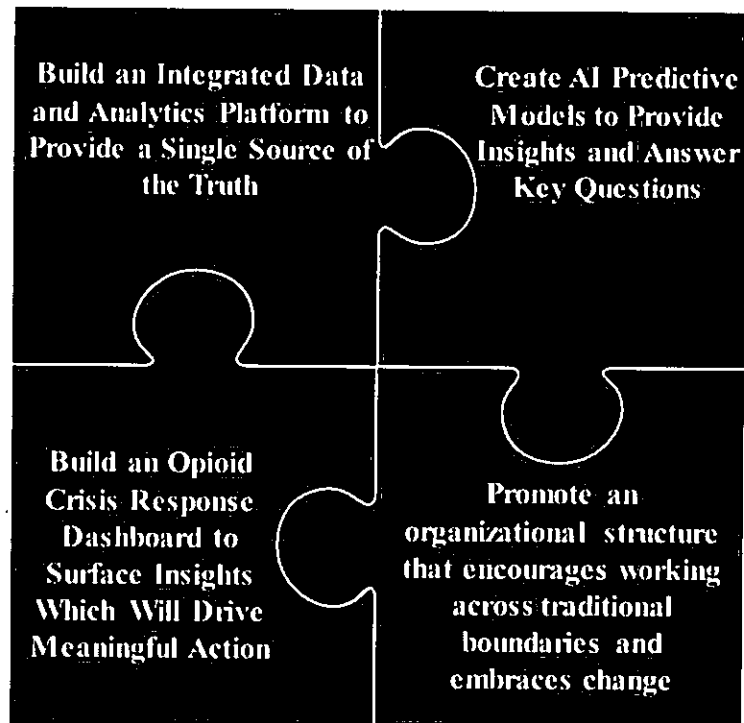 Build an Integrated Data
and Analytics Platform to
Provide a Single Source of
the Truth
Create AI Predictive
Models to Provide
Insights and Answer
Key Questions
Build an Opioid
Crisis Response
Dashboard to
Surface Insights
Which Will Drive
Meaningful Action
Promote an
organizational structure
that encourages working
across traditional
boundaries and
embraces change